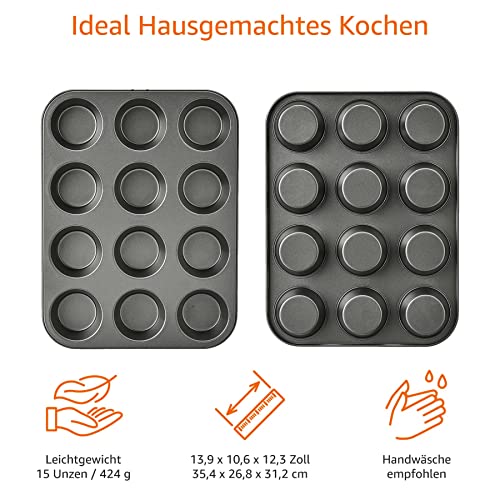 Ideal Hausgemachtes Kochen
Leichtgewicht
15 Unzen / 424 g
13,9 x 10,6 x 12,3 Zoll
35,4 x 26,8 x 31,2 cm
Handwäsche
empfohlen